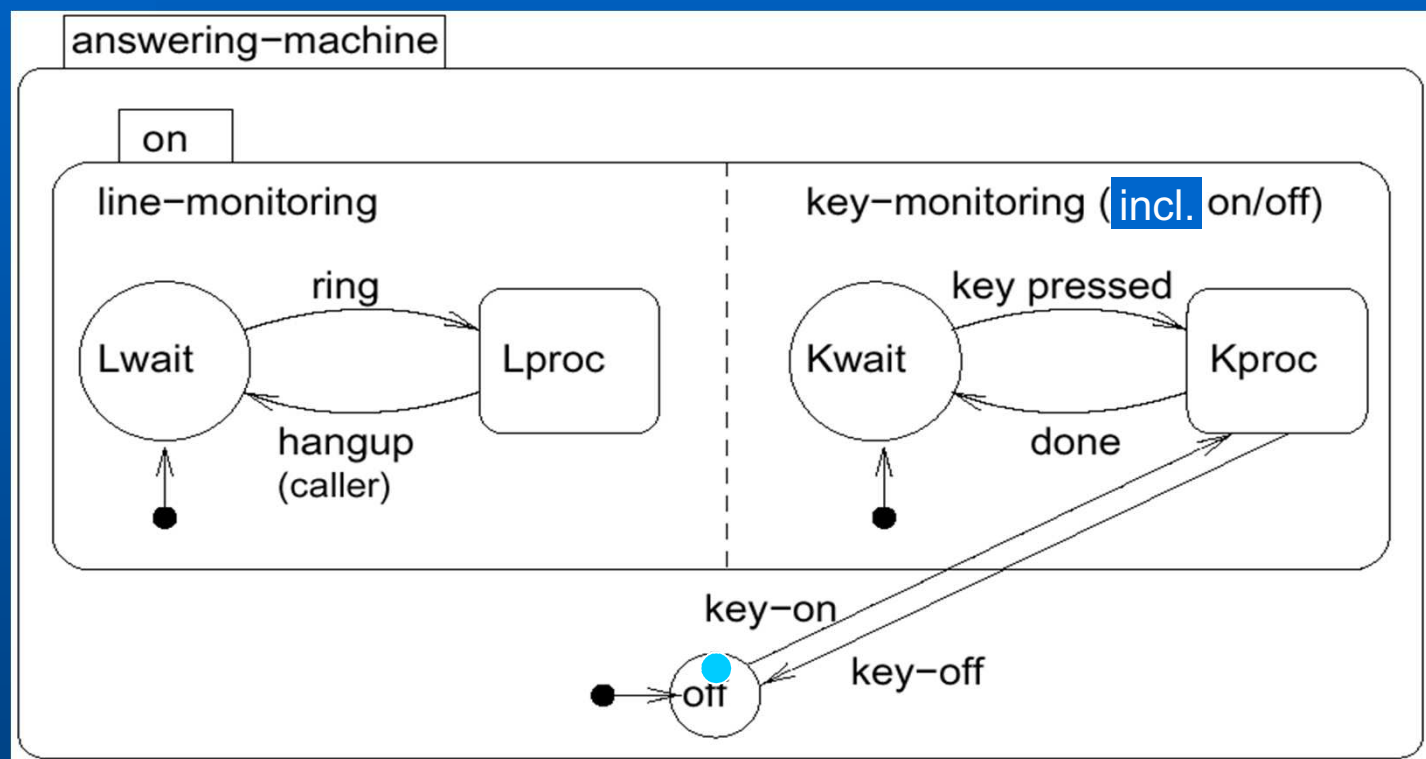 answering-machine
on
line-monitoring
key-monitoring (incl. on/off)
ring
key pressed
Lwait
Lproc
Kwait
Kproc
hangup
(caller)
done
key-on
key-off
off